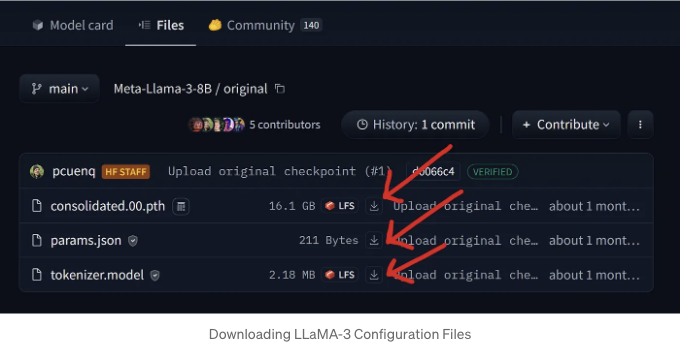 Model card Files Community 140
main Meta-Llama-3-8B / original
5 contributors History: 1 commit + Contribute
pcuenq HF STAFF Upload original checkpoint (#1) d0066c4 VERIFIED
consolidated.00.pth 16.1 GB LFS Upload original che… about 1 mont…
params.json 211 Bytes Upload original che… about 1 mont…
tokenizer.model 2.18 MB LFS Upload original che… about 1 mont…
Downloading LLaMA-3 Configuration Files